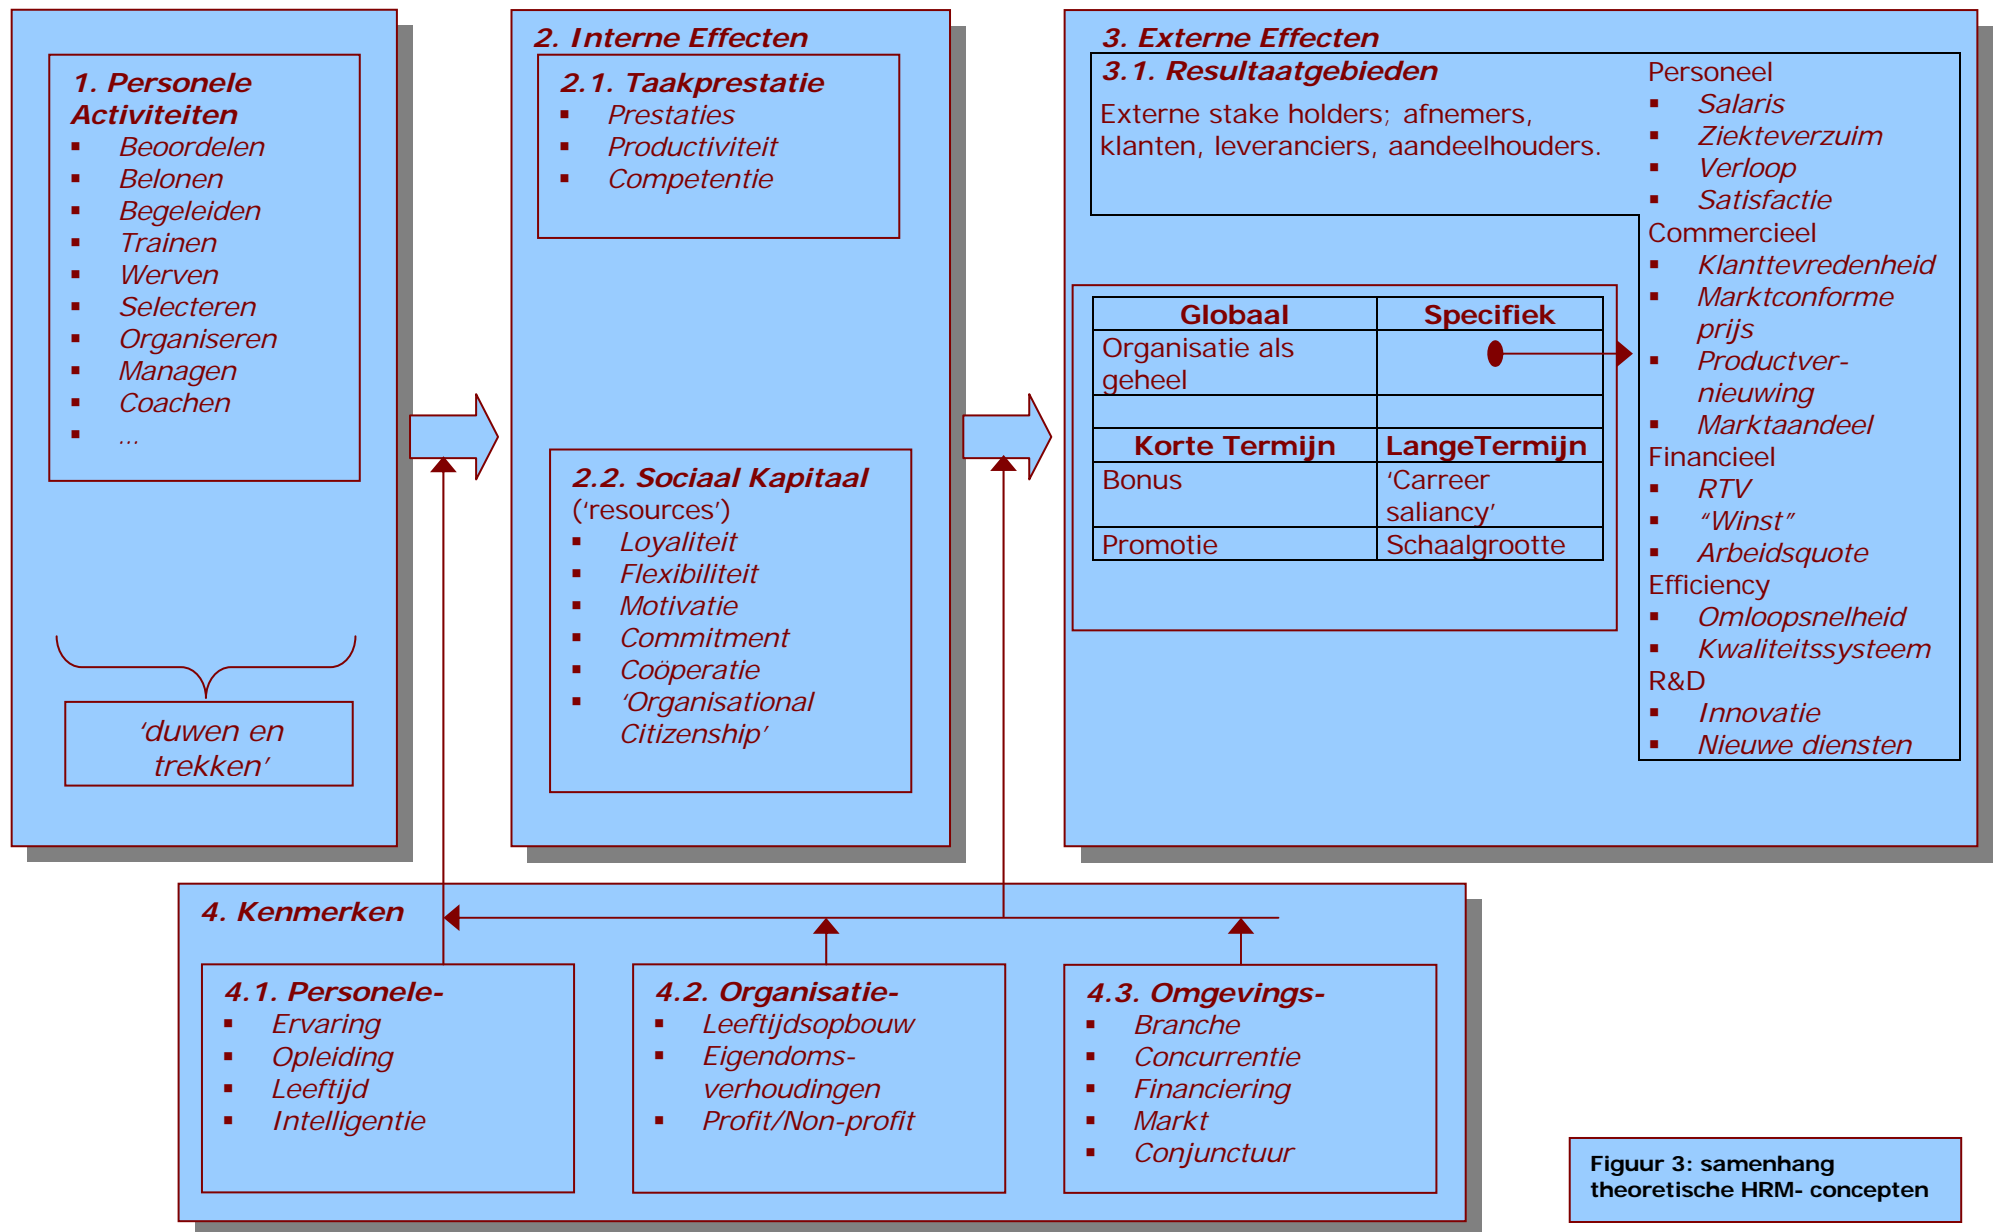 1. Personele
Activiteiten
▪ Beoordelen
▪ Belonen
▪ Begeleiden
▪ Trainen
▪ Werven
▪ Selecteren
▪ Organiseren
▪ Managen
▪ Coachen
▪ ...
‘duwen en
trekken’
2. Interne Effecten
2.1. Taakprestatie
▪ Prestaties
▪ Productiviteit
▪ Competentie
2.2. Sociaal Kapitaal
(‘resources’)
▪ Loyaliteit
▪ Flexibiliteit
▪ Motivatie
▪ Commitment
▪ Coöperatie
▪ ‘Organisational
Citizenship’
3. Externe Effecten
3.1. Resultaatgebieden
Externe stake holders; afnemers,
klanten, leveranciers, aandeelhouders.
Globaal Specifiek
Organisatie als
geheel
Korte Termijn LangeTermijn
Bonus ‘Carreer
saliancy’
Promotie Schaalgrootte
Personeel
▪ Salaris
▪ Ziekteverzuim
▪ Verloop
▪ Satisfactie
Commercieel
▪ Klanttevredenheid
▪ Marktconforme
prijs
▪ Productver-
nieuwing
▪ Marktaandeel
Financieel
▪ RTV
▪ “Winst”
▪ Arbeidsquote
Efficiency
▪ Omloopsnelheid
▪ Kwaliteitssysteem
R&D
▪ Innovatie
▪ Nieuwe diensten
4. Kenmerken
4.1. Personele-
▪ Ervaring
▪ Opleiding
▪ Leeftijd
▪ Intelligentie
4.2. Organisatie-
▪ Leeftijdsopbouw
▪ Eigendoms-
verhoudingen
▪ Profit/Non-profit
4.3. Omgevings-
▪ Branche
▪ Concurrentie
▪ Financiering
▪ Markt
▪ Conjunctuur
Figuur 3: samenhang
theoretische HRM- concepten